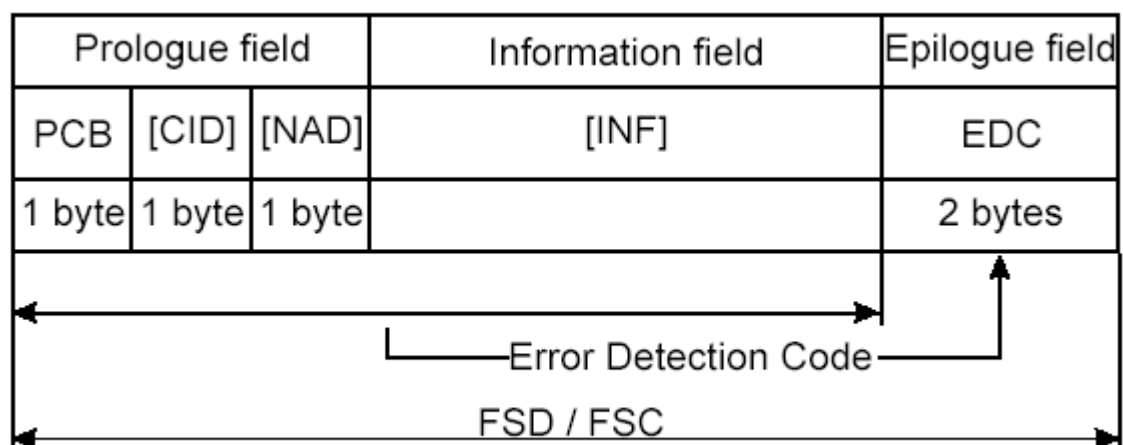 Prologue field Information field Epilogue field
PCB [CID] [NAD] [INF] EDC
1 byte 1 byte 1 byte 2 bytes
Error Detection Code
FSD / FSC